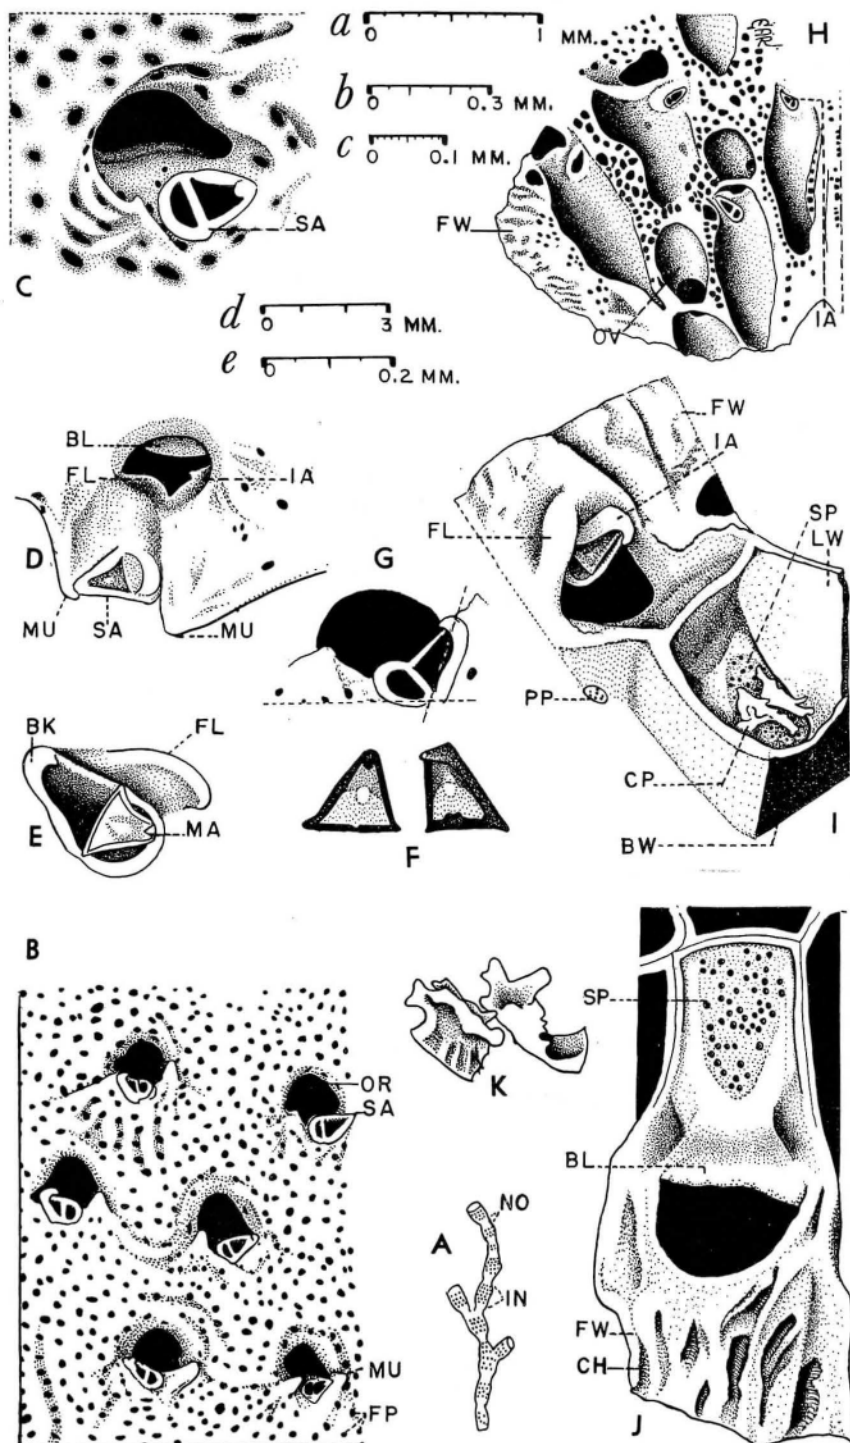 a 0 1 MM.
b 0 0.3 MM.
c 0 0.1 MM.
H
FW
SA
C
OV
IA
d 0 3 MM.
e 0 0.2 MM.
BL
FL IA
D
MU SA MU
G
FW
IA
SP
LW
FL
PP
CP
BW
I
BK FL
MA
E
F
B
OR
SA
MU
FP
K
A
NO
IN
SP
BL
FW
CH
J